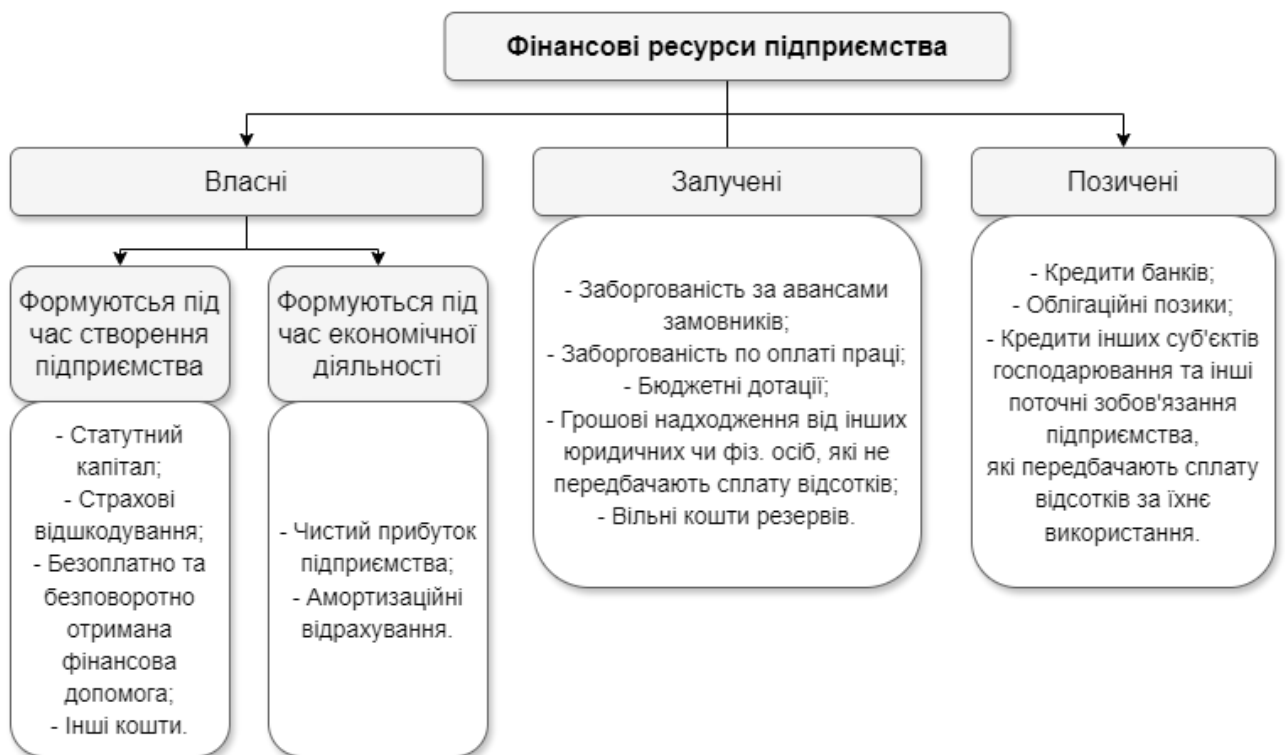 Фінансові ресурси підприємства
Власні
Залучені
Позичені
Формуютсья під
час створення
підприємства
Формуються під
час економічної
діяльності
- Статутний
капітал;
- Страхові
відшкодування;
- Безоплатно та
безповоротно
отримана
фінансова
допомога;
- Інші кошти.
- Чистий прибуток
підприємства;
- Амортизаційні
відрахування.
- Заборгованість за авансами
замовників;
- Заборгованість по оплаті праці;
- Бюджетні дотації;
- Грошові надходження від інших
юридичних чи фіз. осіб, які не
передбачають сплату відсотків;
- Вільні кошти резервів.
- Кредити банків;
- Облігаційні позики;
- Кредити інших суб'єктів
господарювання та інші
поточні зобов'язання
підприємства,
які передбачають сплату
відсотків за їхнє
використання.